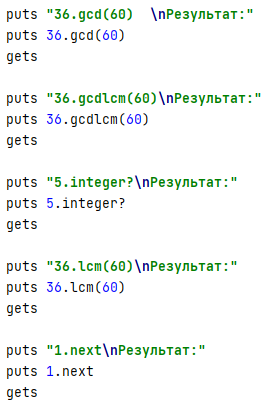 puts "36.gcd(60)  \nРезультат:"
puts 36.gcd(60)
gets

puts "36.gcdlcm(60)\nРезультат:"
puts 36.gcdlcm(60)
gets

puts "5.integer?\nРезультат:"
puts 5.integer?
gets

puts "36.lcm(60)\nРезультат:"
puts 36.lcm(60)
gets

puts "1.next\nРезультат:"
puts 1.next
gets